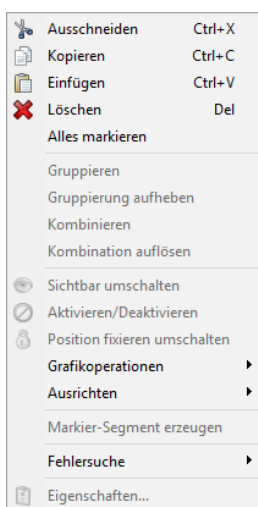 Ausschneiden Ctrl+X
Kopieren Ctrl+C
Einfügen Ctrl+V
Löschen Del
Alles markieren
Gruppieren
Gruppierung aufheben
Kombinieren
Kombination auflösen
Sichtbar umschalten
Aktivieren/Deaktivieren
Position fixieren umschalten
Grafikoperationen
Ausrichten
Markier-Segment erzeugen
Fehlersuche
Eigenschaften...